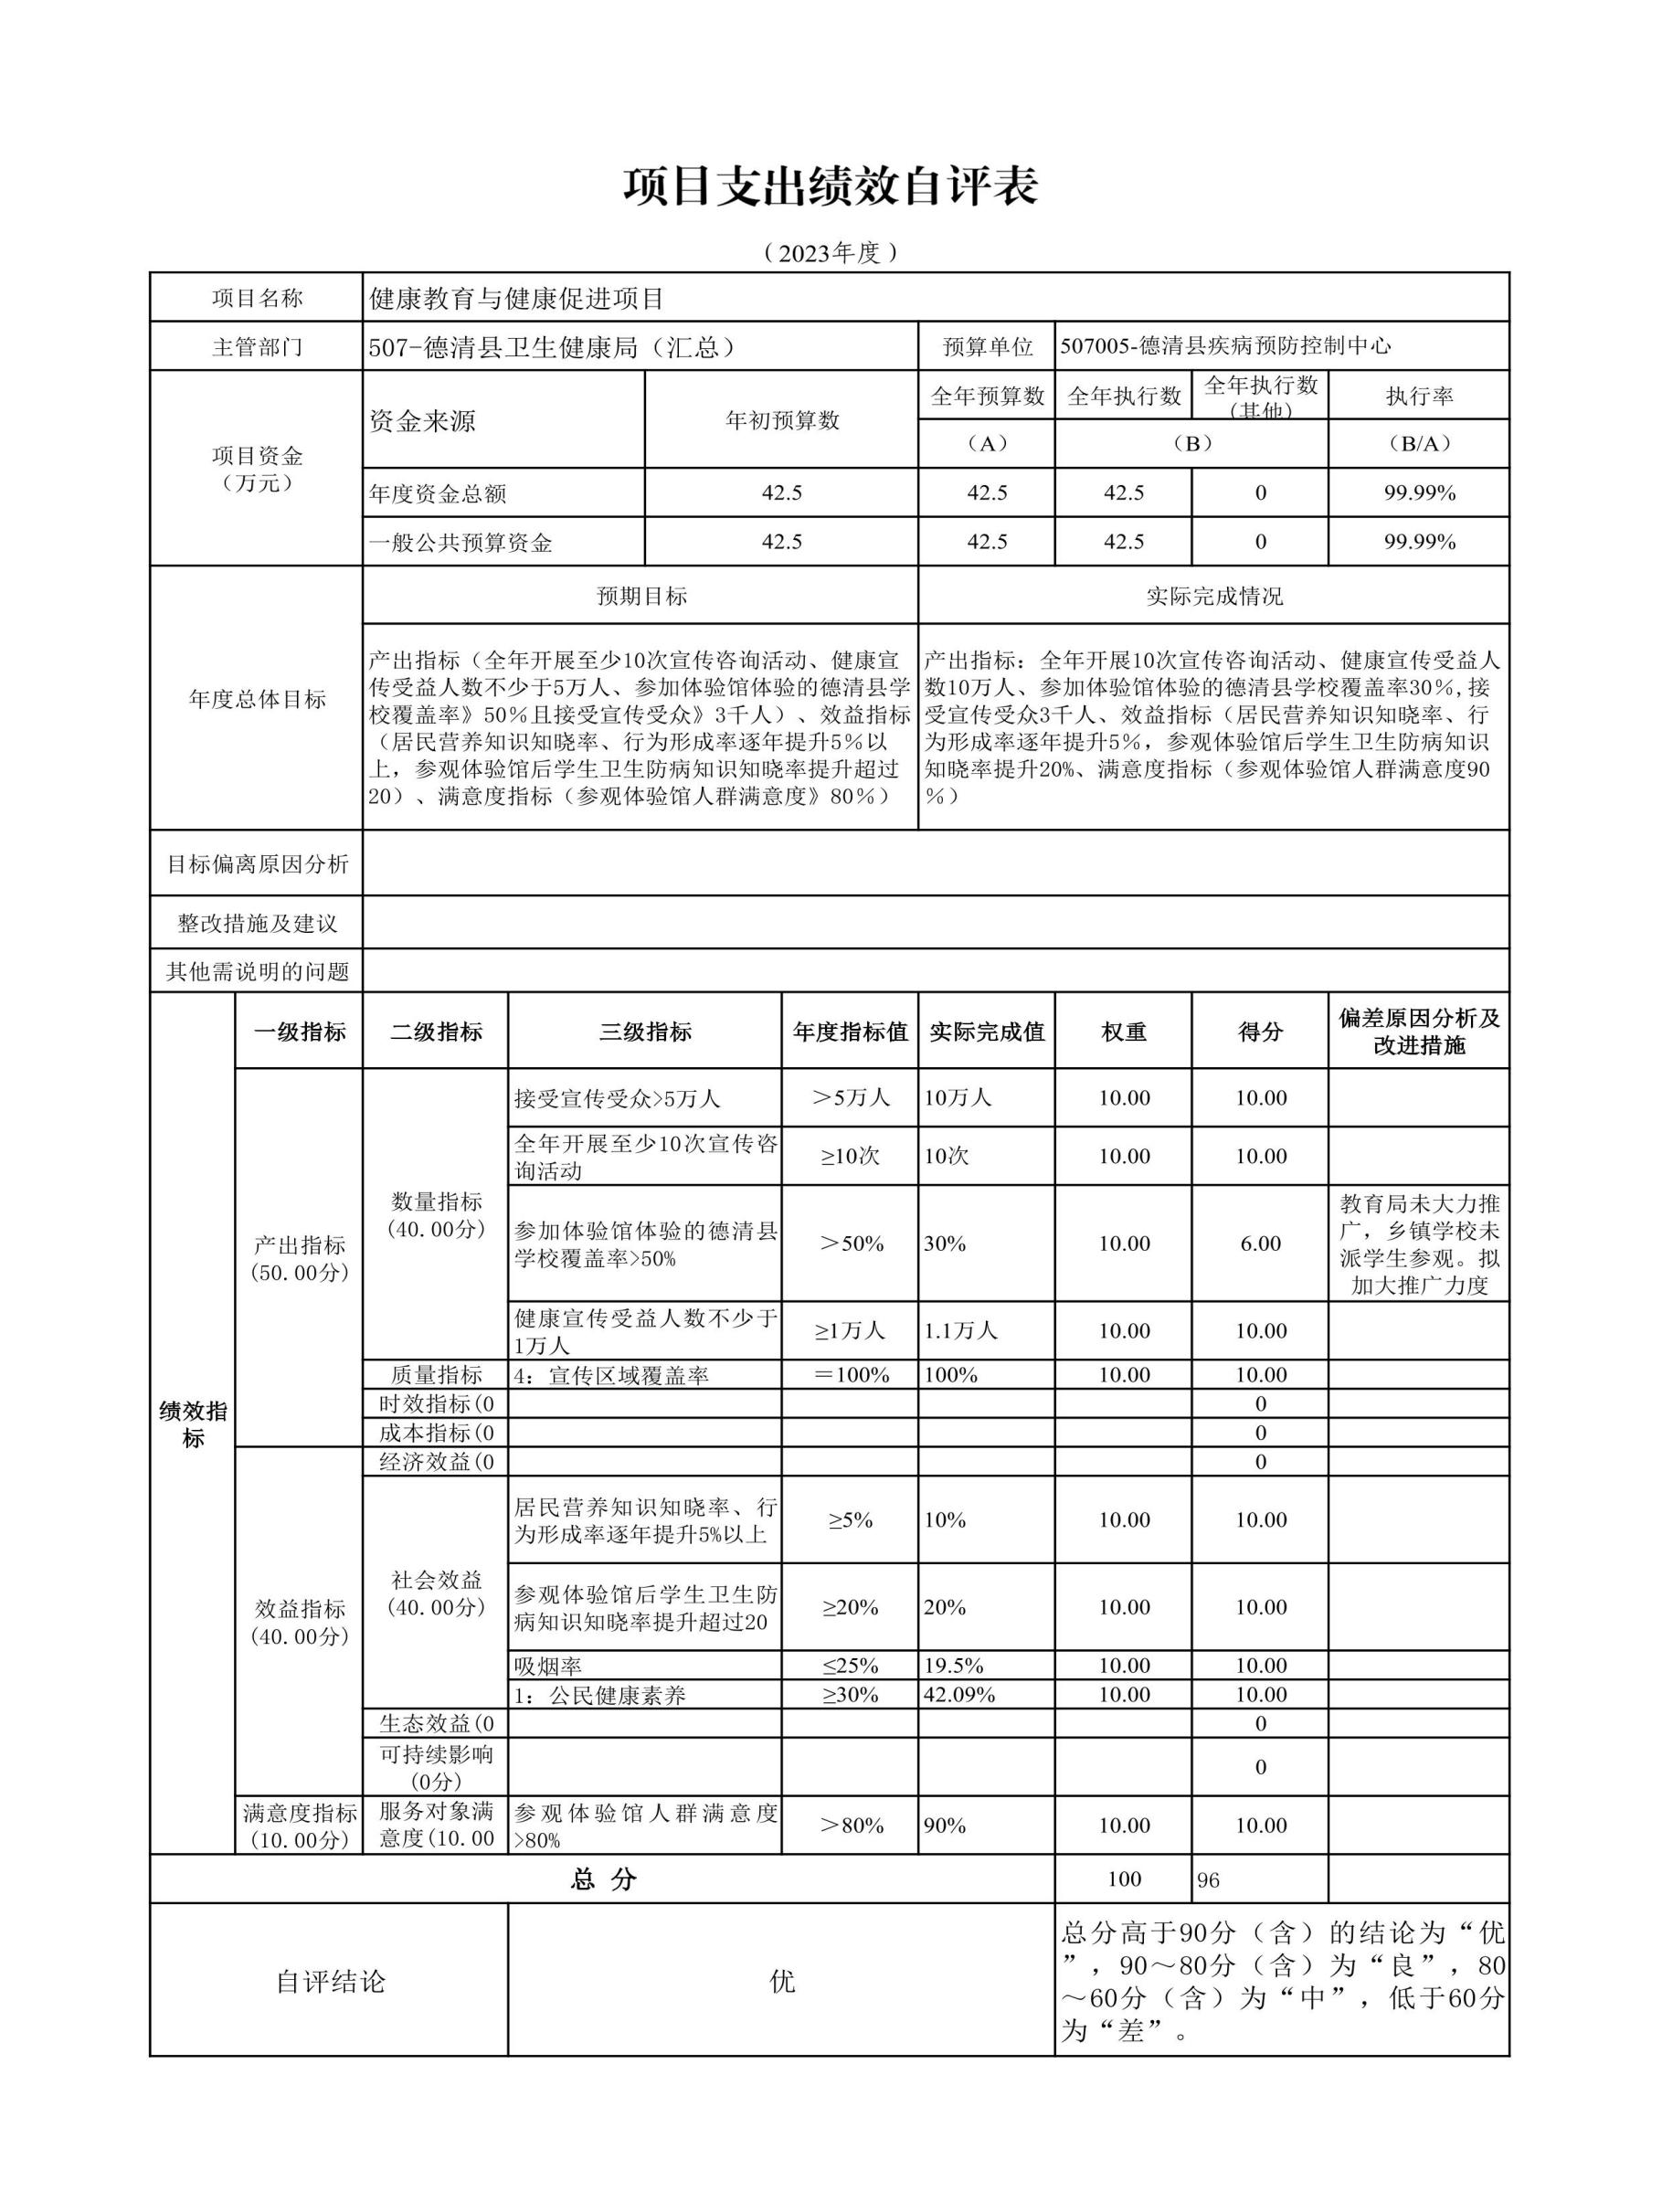 项目支出绩效自评表
（2023年度）
项目名称
健康教育与健康促进项目
主管部门
507-德清县卫生健康局（汇总）
预算单位
507005-德清县疾病预防控制中心
项目资金
（万元）
资金来源
年初预算数
全年预算数
全年执行数
全年执行数
（其他）
执行率
（A）
（B）
（B/A）
年度资金总额
42.5
42.5
42.5
0
99.99%
一般公共预算资金
42.5
42.5
42.5
0
99.99%
年度总体目标
预期目标
实际完成情况
产出指标（全年开展至少10次宣传咨询活动、健康宣
传受益人数不少于5万人、参加体验馆体验的德清县学
校覆盖率》50%且接受宣传受众》3千人）、效益指标
（居民营养知识知晓率、行为形成率逐年提升5%以
上，参观体验馆后学生卫生防病知识知晓率提升超过
20）、满意度指标（参观体验馆人群满意度》80%）
产出指标：全年开展10次宣传咨询活动、健康宣传受益人
数10万人、参加体验馆体验的德清县学校覆盖率30%,接
受宣传受众3千人、效益指标（居民营养知识知晓率、行
为形成率逐年提升5%，参观体验馆后学生卫生防病知识
知晓率提升20%、满意度指标（参观体验馆人群满意度90
%）
目标偏离原因分析
整改措施及建议
其他需说明的问题
绩效指
标
一级指标
二级指标
三级指标
年度指标值
实际完成值
权重
得分
偏差原因分析及
改进措施
产出指标
(50.00分)
数量指标
(40.00分)
接受宣传受众>5万人
＞5万人
10万人
10.00
10.00
全年开展至少10次宣传咨
询活动
≥10次
10次
10.00
10.00
参加体验馆体验的德清县
学校覆盖率>50%
＞50%
30%
10.00
6.00
教育局未大力推
广，乡镇学校未
派学生参观。拟
加大推广力度
健康宣传受益人数不少于
1万人
≥1万人
1.1万人
10.00
10.00
质量指标
4：宣传区域覆盖率
＝100%
100%
10.00
10.00
时效指标(0
0
成本指标(0
0
效益指标
(40.00分)
经济效益(0
0
社会效益
(40.00分)
居民营养知识知晓率、行
为形成率逐年提升5%以上
≥5%
10%
10.00
10.00
参观体验馆后学生卫生防
病知识知晓率提升超过20
≥20%
20%
10.00
10.00
吸烟率
≤25%
19.5%
10.00
10.00
1：公民健康素养
≥30%
42.09%
10.00
10.00
生态效益(0
0
可持续影响
(0分)
0
满意度指标
(10.00分)
服务对象满
意度(10.00
参观体验馆人群满意度
>80%
＞80%
90%
10.00
10.00
总 分
100
96
自评结论
优
总分高于90分（含）的结论为“优
”，90～80分（含）为“良”，80
～60分（含）为“中”，低于60分
为“差”。